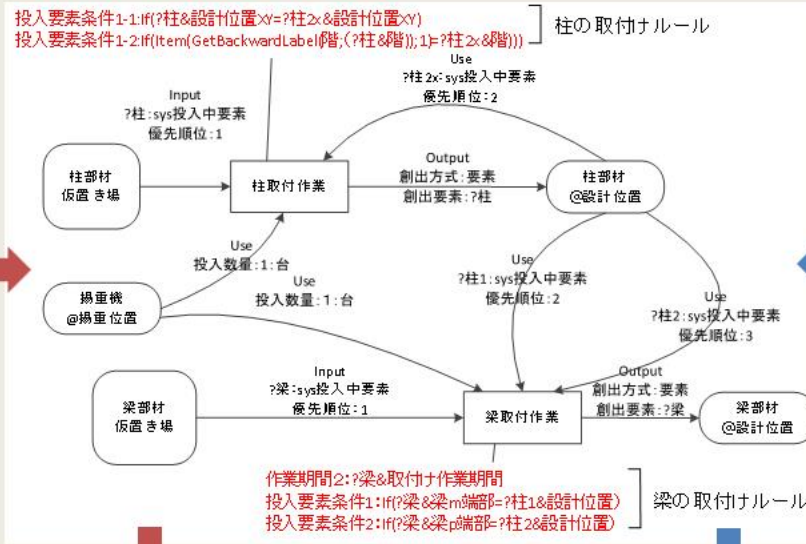 投入要素条件1-1:If(?柱&設計位置XY=?柱2x&設計位置XY)
投入要素条件1-2:If(Item(GetBackwardLabel(階;(?柱&階));1)=?柱2x&階)))
柱の取付けルール
Use
?柱2x:sys投入中要素
優先順位:2
Input
?柱:sys投入中要素
優先順位:1
柱部材
仮置き場
柱取付作業
Output
創出方式:要素
創出要素:?柱
柱部材
@設計位置
Use
投入数量:1:台
Use
投入数量:1:台
揚重機
@揚重位置
Use
?柱1:sys投入中要素
優先順位:2
Use
?柱2:sys投入中要素
優先順位:3
Input
?梁:sys投入中要素
優先順位:1
梁部材
仮置き場
梁取付作業
Output
創出方式:要素
創出要素:?梁
梁部材
@設計位置
作業期間2:?梁&取付け作業期間
投入要素条件1:If(?梁&梁m端部=?柱1&設計位置)
投入要素条件2:If(?梁&梁p端部=?柱2&設計位置)
梁の取付けルール